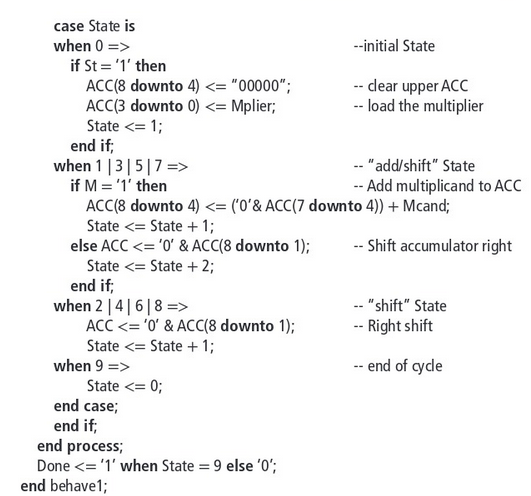 case State is
when 0 => --initial State
if St = ‘1’ then
ACC(8 downto 4) <= “00000”; -- clear upper ACC
ACC(3 downto 0) <= Mplier; -- load the multiplier
State <= 1;
end if;
when 1 | 3 | 5 | 7 => -- “add/shift” State
if M = ‘1’ then -- Add multiplicand to ACC
ACC(8 downto 4) <= (‘0’& ACC(7 downto 4)) + Mcand;
State <= State + 1;
else ACC <= ‘0’ & ACC(8 downto 1); -- Shift accumulator right
State <= State + 2;
end if;
when 2 | 4 | 6 | 8 => -- “shift” State
ACC <= ‘0’ & ACC(8 downto 1); -- Right shift
State <= State + 1;
when 9 => -- end of cycle
State <= 0;
end case;
end if;
end process;
Done <= ‘1’ when State = 9 else ‘0’;
end behave1;